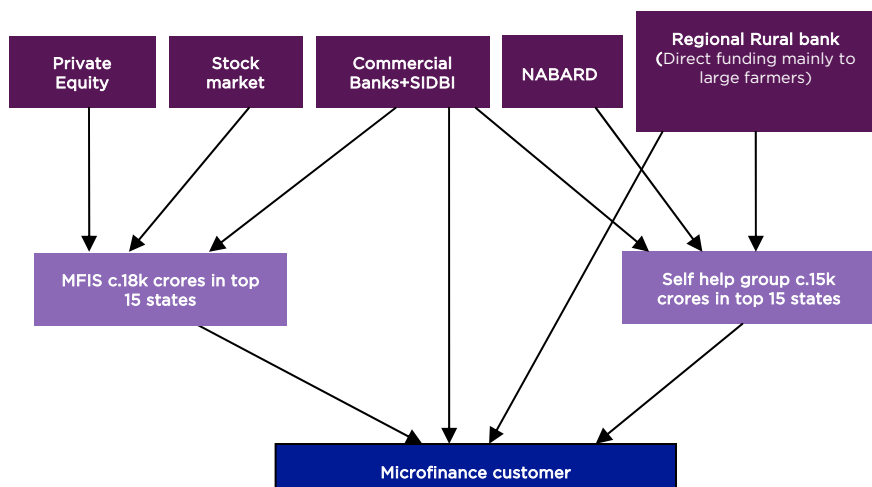 Private
Equity
Stock
market
Commercial
Banks+SIDBI
NABARD
Regional Rural bank
(Direct funding mainly to
large farmers)
MFIS c.18k crores in top
15 states
Self help group c.15k
crores in top 15 states
Microfinance customer